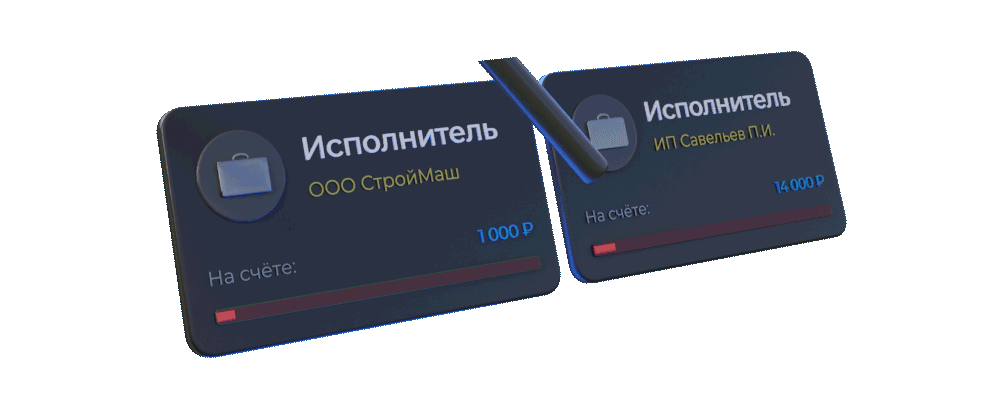 Исполнитель
ООО СтройМаш
1 000 ₽
На счёте:
Исполнитель
ИП Савельев П.И.
14 000 ₽
На счёте: